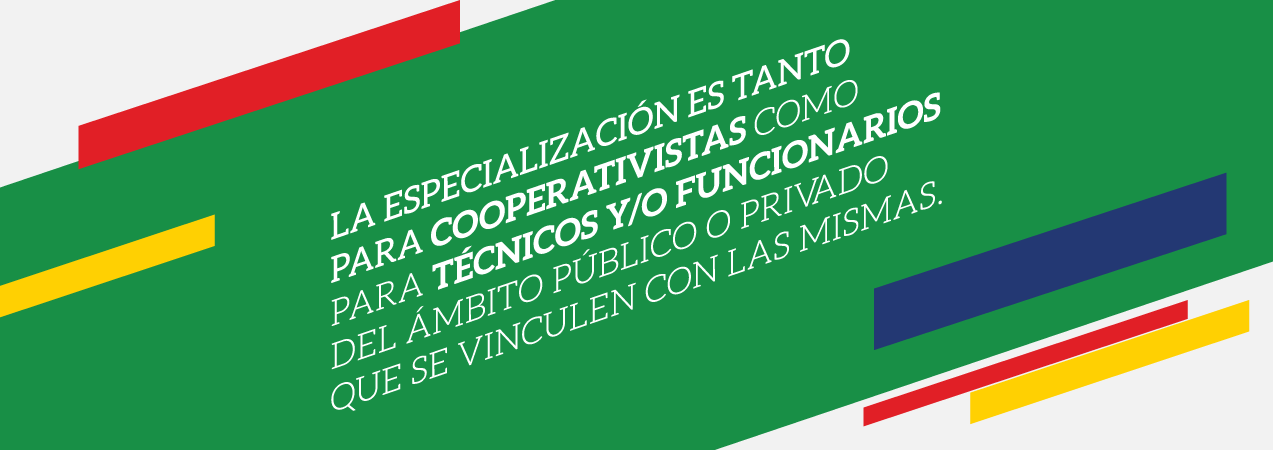 LA ESPECIALIZACIÓN ES TANTO
PARA COOPERATIVISTAS COMO
PARA TÉCNICOS Y/O FUNCIONARIOS
DEL ÁMBITO PÚBLICO O PRIVADO
QUE SE VINCULEN CON LAS MISMAS.